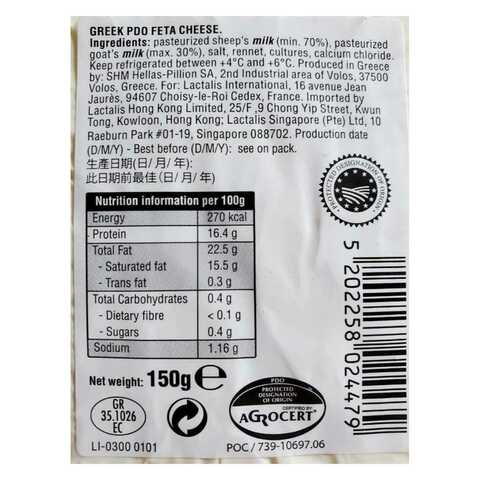 GREEK PDO FETA CHEESE.
Ingredients: pasteurized sheep's milk (min. 70%), pasteurized
goat's milk (max. 30%), salt, rennet, cultures, calcium chloride.
Keep refrigerated between +4°C and +6°C. Produced in Greece
by: SHM Hellas-Pillion SA, 2nd Industrial area of Volos, 37500
Volos, Greece. For: Lactalis International, 16 avenue Jean
Jaurès, 94607 Choisy-le-Roi Cedex, France. Imported by
Lactalis Hong Kong Limited, 25/F ,9 Chong Yip Street, Kwun
Tong, Kowloon, Hong Kong; Lactalis Singapore (Pte) Ltd, 10
Raeburn Park #01-19, Singapore 088702. Production date
(D/M/Y) - Best before (D/M/Y): see on pack.
生產日期(日/月/年):
此日期前最佳(日/月/年):
PROTECTED DESIGNATION OF ORIGIN
Nutrition information per 100g
Energy 270 kcal
Protein 16.4 g
Total Fat 22.5 g
- Saturated fat 15.5 g
- Trans fat 0.3 g
Total Carbohydrates 0.4 g
- Dietary fibre < 0.1 g
- Sugars 0.4 g
Sodium 1.16 g
Net weight: 150g e
5 202258 024479
GR
35.1026
EC
PDO
PROTECTED
DESIGNATION
OF ORIGIN
CERTIFIED BY
AGROCERT
LI-0300 0101
POC / 739-10697.06